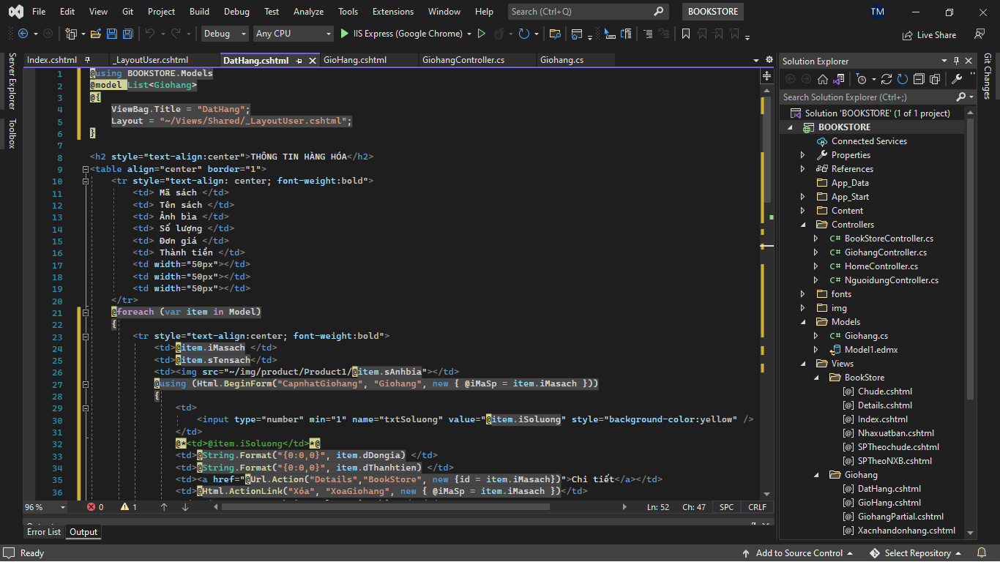 File Edit View Git Project Build Debug Test Analyze Tools Extensions Window Help Search (Ctrl+Q) BOOKSTORE TM
Debug Any CPU IIS Express (Google Chrome) Live Share
Server Explorer
Toolbox
Index.cshtml _LayoutUser.cshtml DatHang.cshtml GioHang.cshtml GiohangController.cs Giohang.cs
1 @using BOOKSTORE.Models
2 @model List<Giohang>
3 @{
4 ViewBag.Title = "DatHang";
5 Layout = "~/Views/Shared/_LayoutUser.cshtml";
6 }
7
8 <h2 style="text-align:center">THÔNG TIN HÀNG HÓA</h2>
9 <table align="center" border="1">
10 <tr style="text-align: center; font-weight:bold">
11 <td> Mã sách </td>
12 <td> Tên sách </td>
13 <td> Ảnh bìa </td>
14 <td> Số lượng </td>
15 <td> Đơn giá </td>
16 <td> Thành tiền </td>
17 <td width="50px"></td>
18 <td width="50px"></td>
19 <td width="50px"></td>
20 </tr>
21 @foreach (var item in Model)
22 {
23 <tr style="text-align:center; font-weight:bold">
24 <td>@item.iMasach </td>
25 <td>@item.sTensach</td>
26 <td><img src="~/img/product/Product1/@item.sAnhbia"></td>
27 @using (Html.BeginForm("CapnhatGiohang", "Giohang", new { @iMaSp = item.iMasach }))
28 {
29 <td>
30 <input type="number" min="1" name="txtSoluong" value="@item.iSoluong" style="background-color:yellow" />
31 </td>
32 @*<td>@item.iSoluong</td>*@
33 <td>@String.Format("{0:0,0}", item.dDongia) </td>
34 <td>@String.Format("{0:0,0}", item.dThanhtien) </td>
35 <td><a href="@Url.Action("Details","BookStore", new {id = item.iMasach})">Chi tiết</a></td>
36 <td>@Html.ActionLink("Xóa", "XoaGiohang", new { @iMaSp = item.iMasach })</td>
96 % 0 1 Ln: 52 Ch: 47 SPC CRLF
Error List Output
Solution Explorer
Search Solution Explorer (Ctrl+;)
Solution 'BOOKSTORE' (1 of 1 project)
BOOKSTORE
Connected Services
Properties
References
App_Data
App_Start
Content
Controllers
C# BookStoreController.cs
C# GiohangController.cs
C# HomeController.cs
C# NguoidungController.cs
fonts
img
Models
C# Giohang.cs
Model1.edmx
Views
BookStore
[@] Chude.cshtml
[@] Details.cshtml
[@] Index.cshtml
[@] Nhaxuatban.cshtml
[@] SPTheochude.cshtml
[@] SPTheoNXB.cshtml
Giohang
[@] DatHang.cshtml
[@] GioHang.cshtml
[@] GiohangPartial.cshtml
[@] Xacnhandonhang.cshtml
Git Changes
Ready Add to Source Control Select Repository